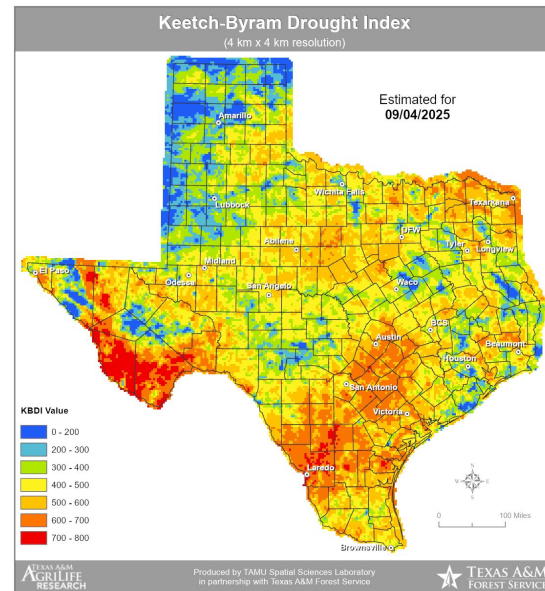 Keetch-Byram Drought Index
(4 km x 4 km resolution)
Estimated for
09/04/2025
Amarillo
Lubbock
Wichita Falls
Texarkana
DFW
Abilene
Tyler
Longview
El Paso
Midland
Odessa
San Angelo
Waco
Austin
BCS
Beaumont
Houston
San Antonio
Victoria
Laredo
Brownsville
KBDI Value
0 - 200
200 - 300
300 - 400
400 - 500
500 - 600
600 - 700
700 - 800
N
W
E
S
0 100 Miles
TEXAS A&M
AGRILIFE
RESEARCH
Produced by TAMU Spatial Sciences Laboratory
in partnership with Texas A&M Forest Service
TEXAS A&M
FOREST SERVICE